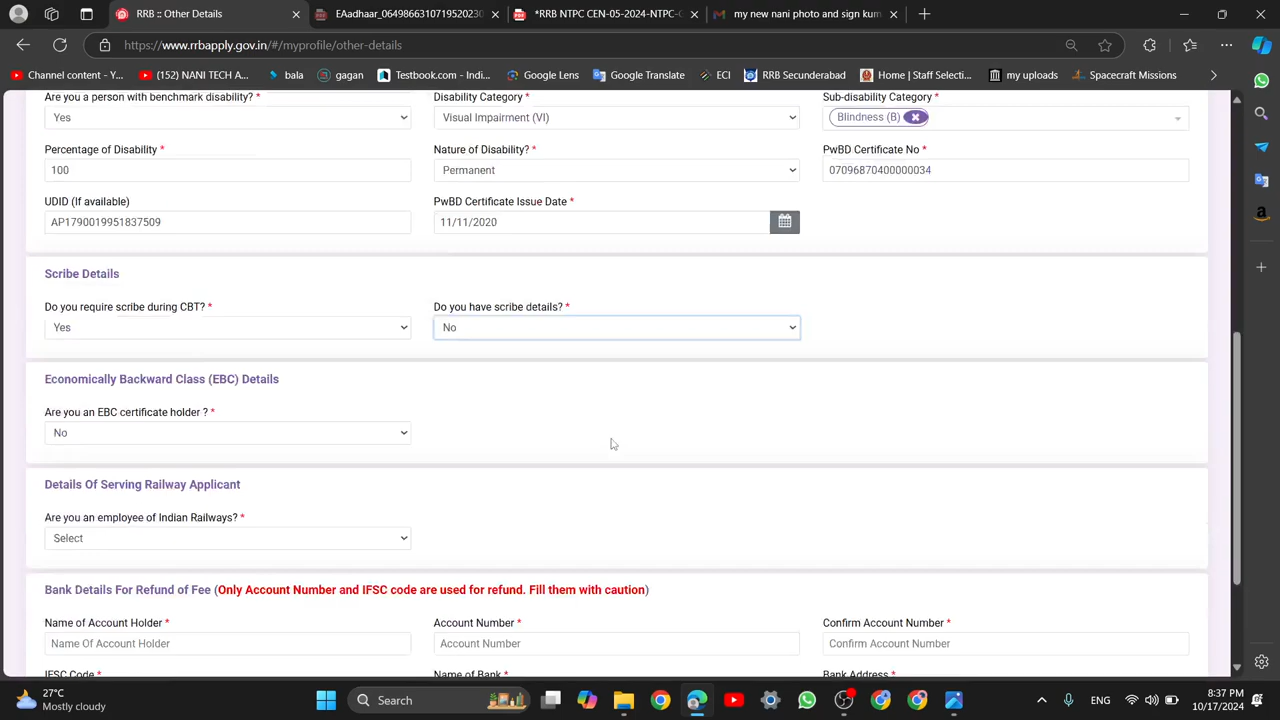 RRB :: Other Details
EAadhaar_0649866310719520230
*RRB NTPC CEN-05-2024-NTPC-G
my new nani photo and sign kum
https://www.rrbapply.gov.in/#/myprofile/other-details
Channel content - Y...
(152) NANI TECH A...
bala
gagan
Testbook.com - Indi...
Google Lens
Google Translate
ECI
RRB Secunderabad
Home | Staff Selecti...
my uploads
Spacecraft Missions
Are you a person with benchmark disability? *
Disability Category *
Sub-disability Category *
Yes
Visual Impairment (VI)
Blindness (B)
Percentage of Disability *
Nature of Disability? *
PwBD Certificate No *
100
Permanent
07096870400000034
UDID (If available)
PwBD Certificate Issue Date *
AP1790019951837509
11/11/2020
Scribe Details
Do you require scribe during CBT? *
Do you have scribe details? *
Yes
No
Economically Backward Class (EBC) Details
Are you an EBC certificate holder ? *
No
Details Of Serving Railway Applicant
Are you an employee of Indian Railways? *
Select
Bank Details For Refund of Fee (Only Account Number and IFSC code are used for refund. Fill them with caution)
Name of Account Holder *
Account Number *
Confirm Account Number *
Name Of Account Holder
Account Number
Confirm Account Number
IFSC Code *
Name of Bank *
Bank Address *
27°C
Mostly cloudy
Search
ENG
8:37 PM
10/17/2024